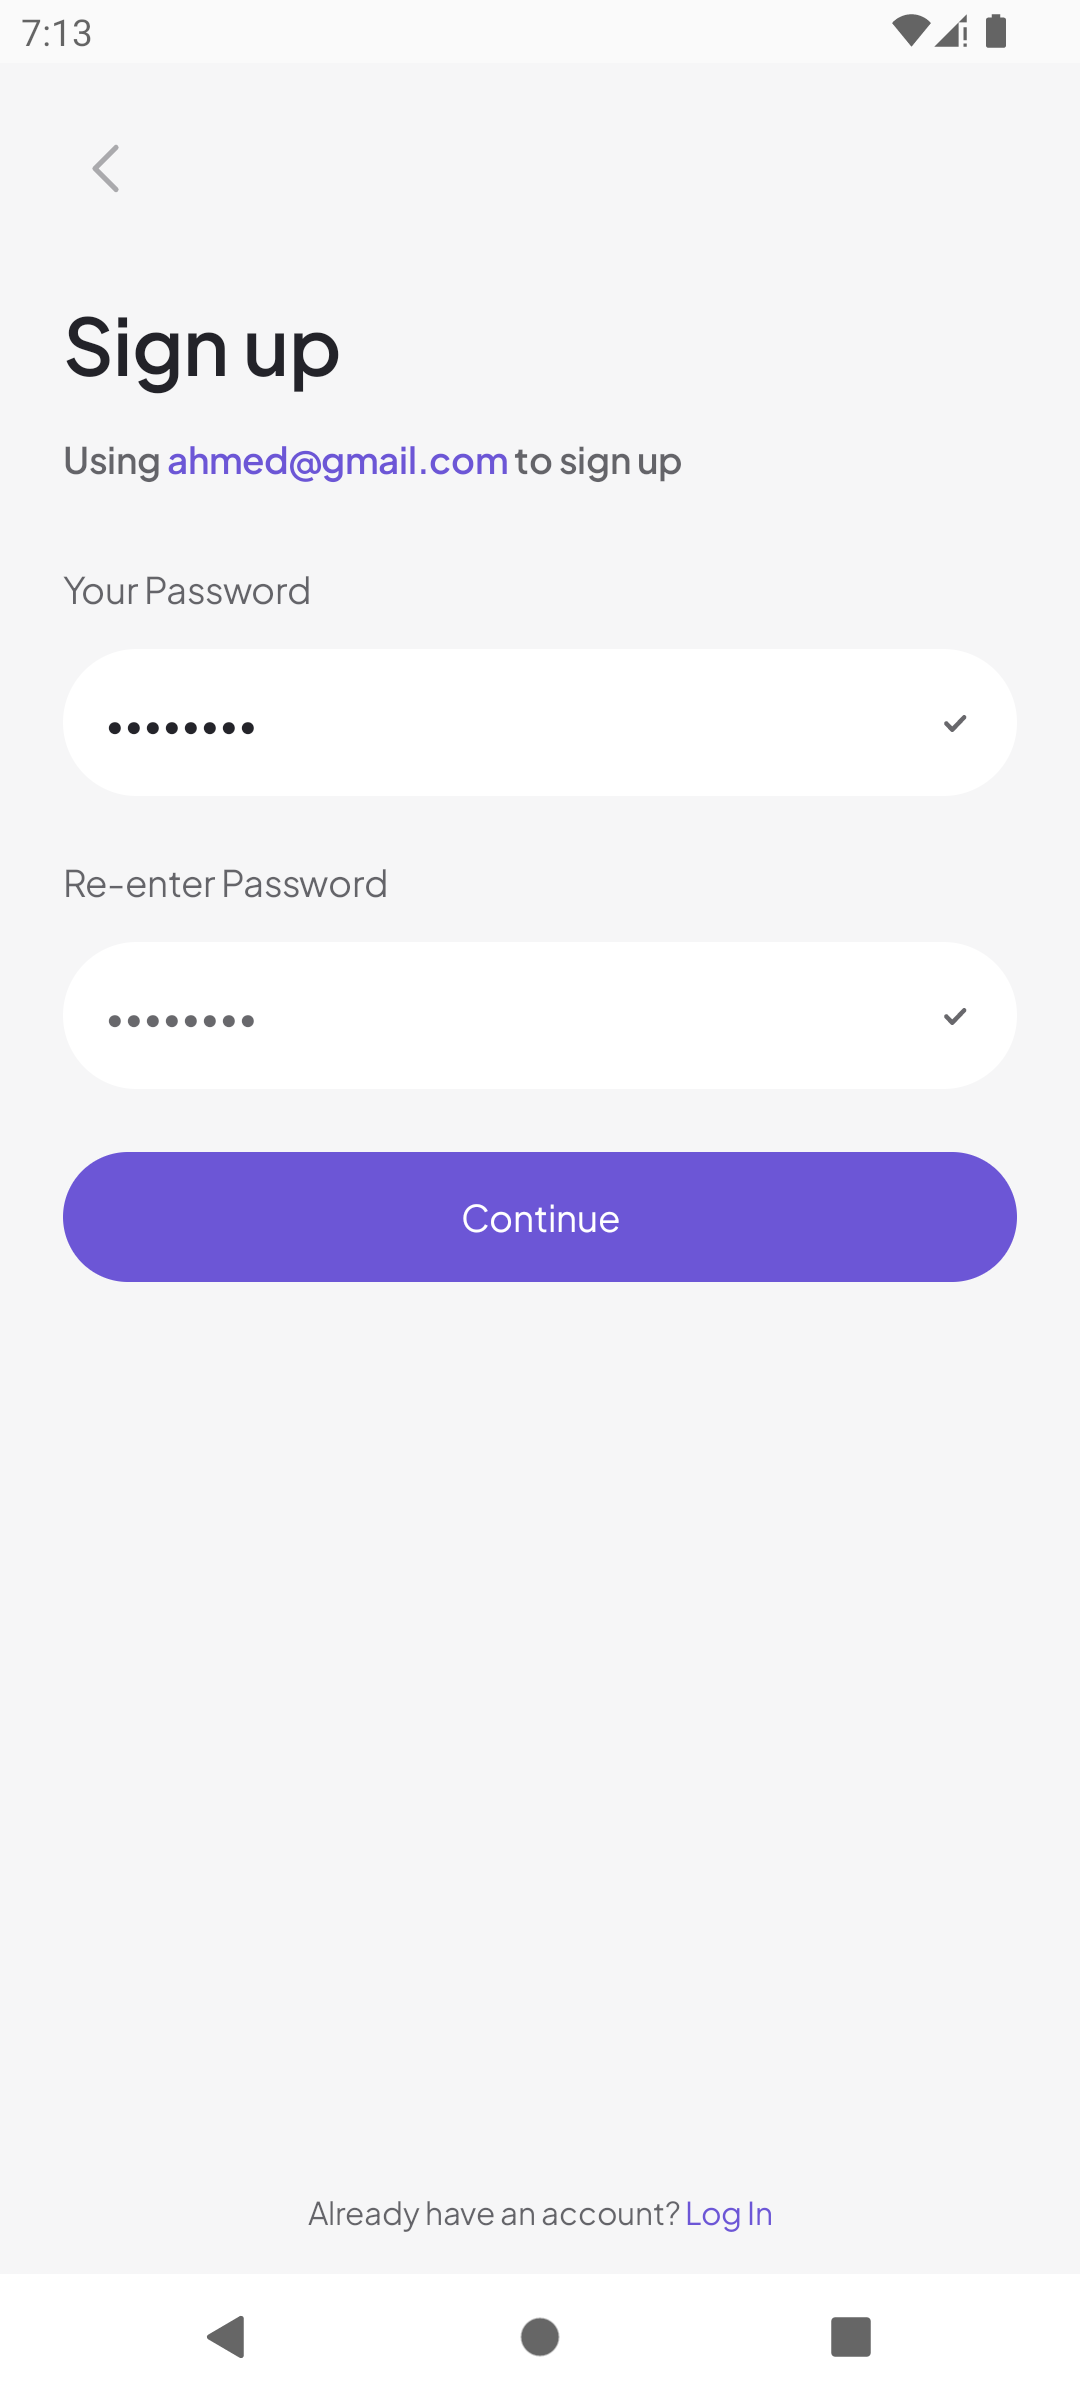 7:13
Sign up
Using ahmed@gmail.com to sign up
Your Password
••••••••
Re-enter Password
••••••••
Continue
Already have an account? Log In